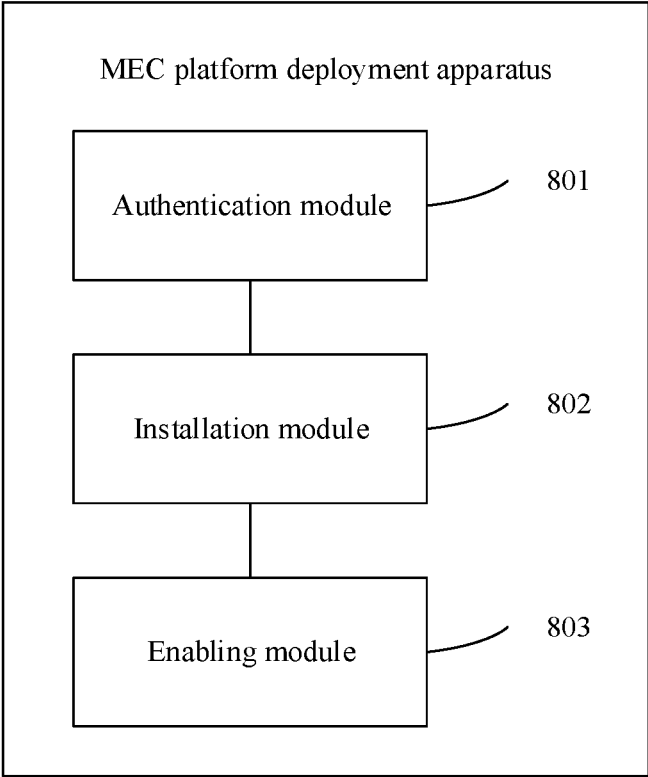 MEC platform deployment apparatus
Authentication module
801
Installation module
802
Enabling module
803